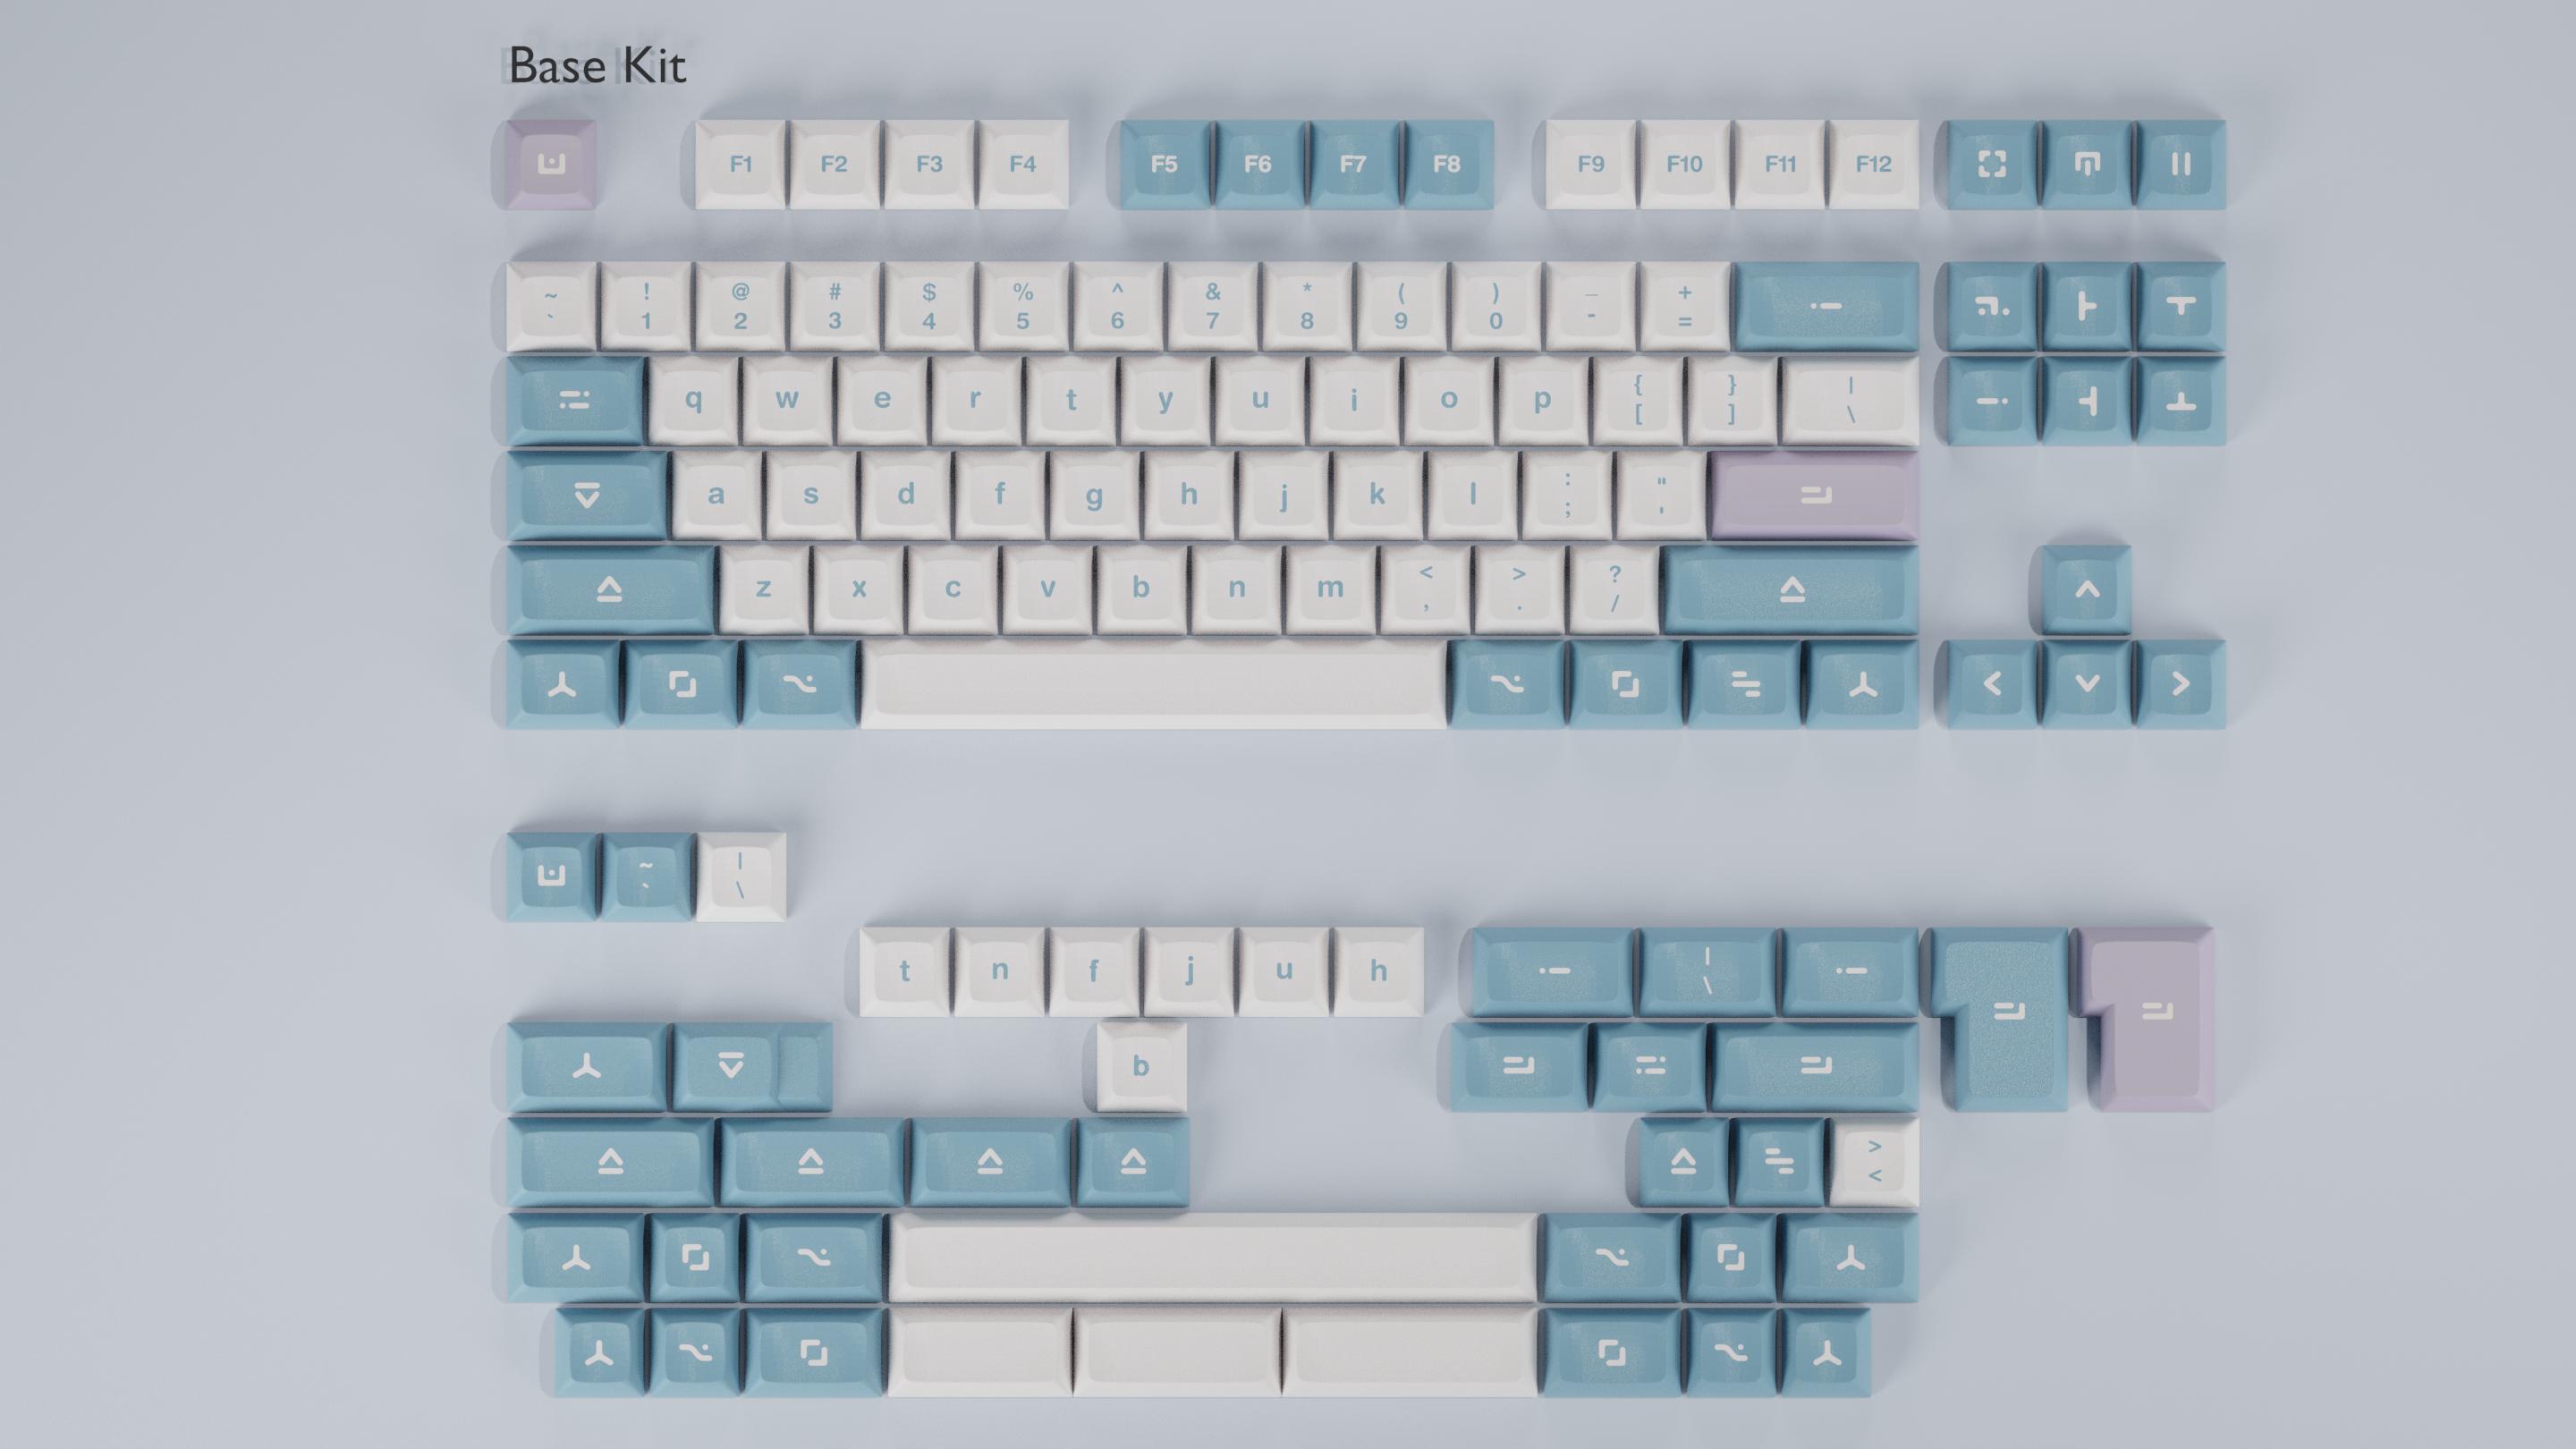 Base Kit
F1 F2 F3 F4 F5 F6 F7 F8 F9 F10 F11 F12
~ ! @ # $ % ^ & * ( ) _ +
` 1 2 3 4 5 6 7 8 9 0 - =
q w e r t y u i o p { } |
[ ] \
a s d f g h j k l : "
; '
z x c v b n m < > ?
, . /
~ |
` \
t n f j u h |
\
b
>
<